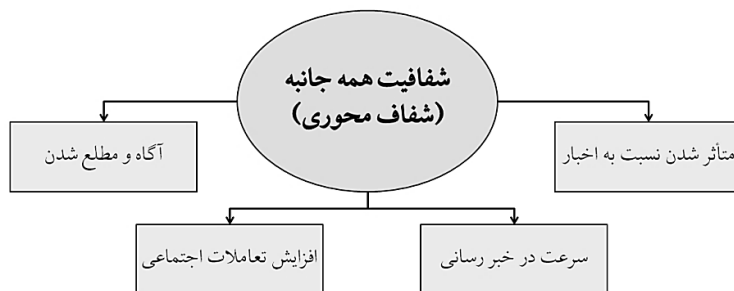 شفافیت همه جانبه
(شفاف محوری)
متأثر شدن نسبت به اخبار
آگاه و مطلع شدن
سرعت در خبر رسانی
افزایش تعاملات اجتماعی